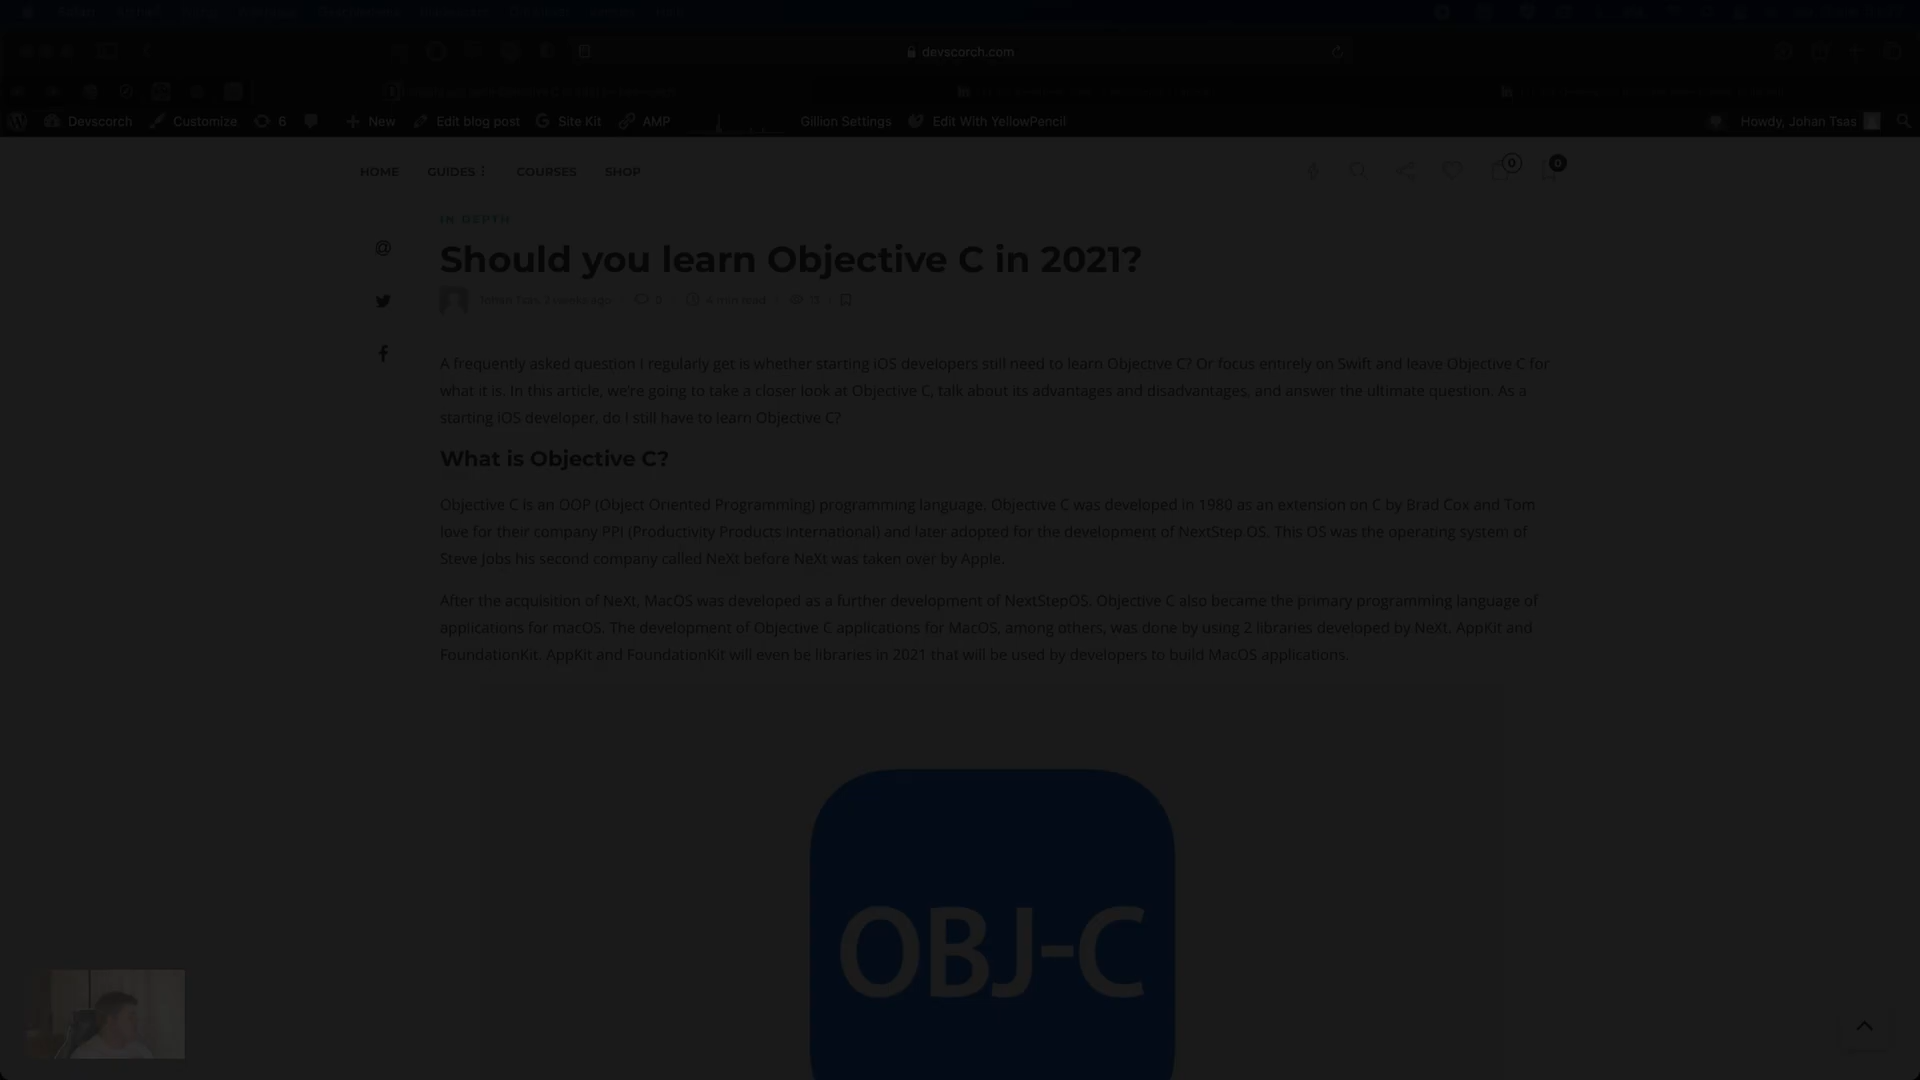 devscorch.com
Devscorch Customize 6 New Edit blog post Site Kit AMP Gillion Settings Edit With YellowPencil Howdy, Johan Tsas
HOME GUIDES COURSES SHOP 0 0
IN DEPTH
Should you learn Objective C in 2021?
Johan Tsas, 2 weeks ago 0 4 min read 13
A frequently asked question I regularly get is whether starting iOS developers still need to learn Objective C? Or focus entirely on Swift and leave Objective C for
what it is. In this article, we're going to take a closer look at Objective C, talk about its advantages and disadvantages, and answer the ultimate question. As a
starting iOS developer, do I still have to learn Objective C?
What is Objective C?
Objective C is an OOP (Object Oriented Programming) programming language. Objective C was developed in 1980 as an extension on C by Brad Cox and Tom
love for their company PPI (Productivity Products International) and later adopted for the development of NextStep OS. This OS was the operating system of
Steve Jobs his second company called NeXt before NeXt was taken over by Apple.
After the acquisition of NeXt, MacOS was developed as a further development of NextStepOS. Objective C also became the primary programming language of
applications for macOS. The development of Objective C applications for MacOS, among others, was done by using 2 libraries developed by NeXt. AppKit and
FoundationKit. AppKit and FoundationKit will even be libraries in 2021 that will be used by developers to build MacOS applications.
OBJ-C